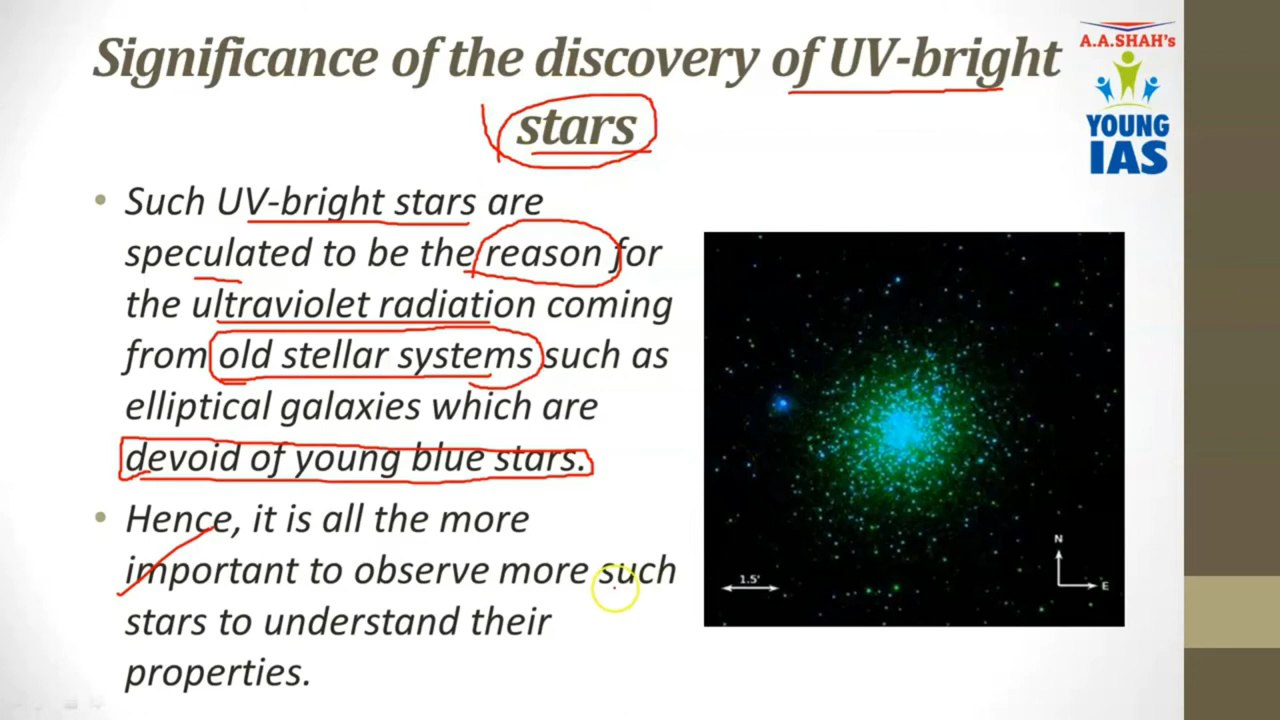 Significance of the discovery of UV-bright
stars
A.A.SHAH's
YOUNG
IAS
• Such UV-bright stars are
speculated to be the reason for
the ultraviolet radiation coming
from old stellar systems such as
elliptical galaxies which are
devoid of young blue stars.
• Hence, it is all the more
important to observe more such
stars to understand their
properties.
N
1.5'
E